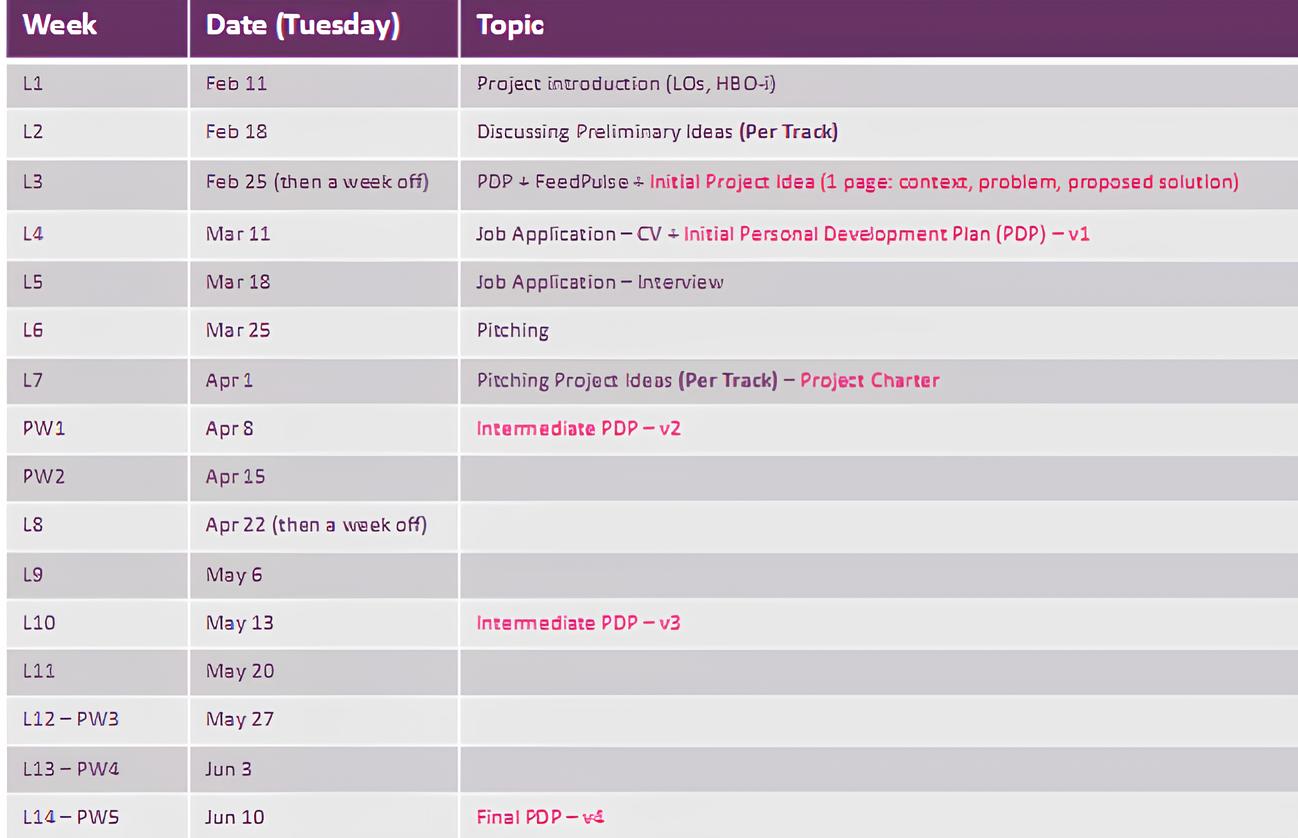 Week Date (Tuesday) Topic
L1 Feb 11 Project introduction (LOs, HBO-i)
L2 Feb 18 Discussing Preliminary Ideas (Per Track)
L3 Feb 25 (then a week off) PDP + FeedPulse + Initial Project Idea (1 page: context, problem, proposed solution)
L4 Mar 11 Job Application – CV + Initial Personal Development Plan (PDP) – v1
L5 Mar 18 Job Application – Interview
L6 Mar 25 Pitching
L7 Apr 1 Pitching Project Ideas (Per Track) – Project Charter
PW1 Apr 8 Intermediate PDP – v2
PW2 Apr 15
L8 Apr 22 (then a week off)
L9 May 6
L10 May 13 Intermediate PDP – v3
L11 May 20
L12 – PW3 May 27
L13 – PW4 Jun 3
L14 – PW5 Jun 10 Final PDP – v4